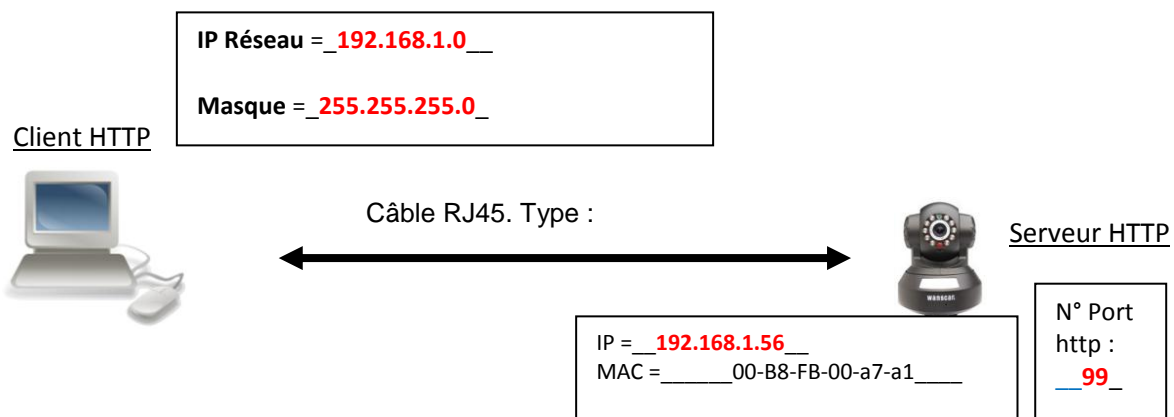 IP Réseau =_192.168.1.0__
Masque =_255.255.255.0_
Client HTTP
Câble RJ45. Type :
Serveur HTTP
wanscam
IP =__192.168.1.56__
MAC =______00-B8-FB-00-a7-a1____
N° Port
http :
__99_